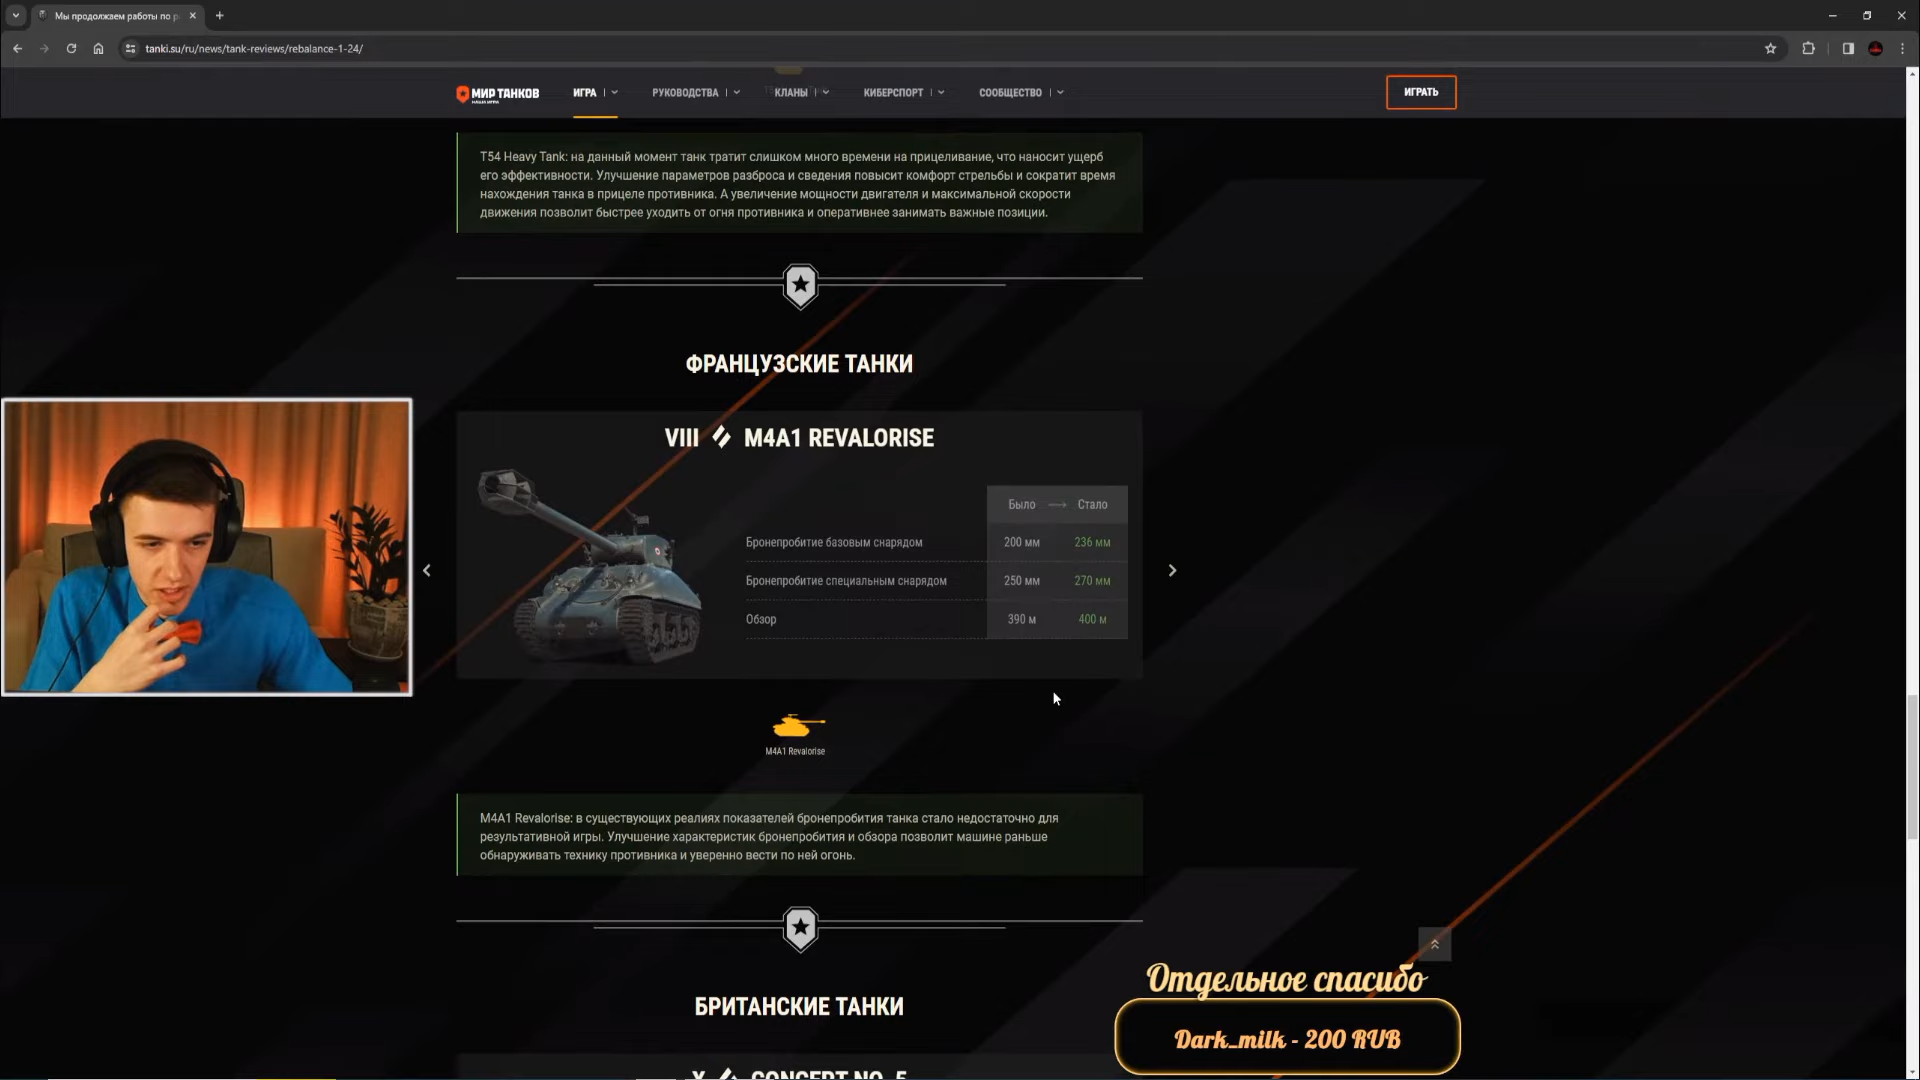 Мы продолжаем работы по р
tanki.su/ru/news/tank-reviews/rebalance-1-24/
МИР ТАНКОВ
ИГРА
РУКОВОДСТВА
КЛАНЫ
КИБЕРСПОРТ
СООБЩЕСТВО
ИГРАТЬ
T54 Heavy Tank: на данный момент танк тратит слишком много времени на прицеливание, что наносит ущерб
его эффективности. Улучшение параметров разброса и сведения повысит комфорт стрельбы и сократит время
нахождения танка в прицеле противника. А увеличение мощности двигателя и максимальной скорости
движения позволит быстрее уходить от огня противника и оперативнее занимать важные позиции.
ФРАНЦУЗСКИЕ ТАНКИ
VIII M4A1 REVALORISE
Было Стало
Бронепробитие базовым снарядом 200 мм 236 мм
Бронепробитие специальным снарядом 250 мм 270 мм
Обзор 390 м 400 м
M4A1 Revalorise
M4A1 Revalorise: в существующих реалиях показателей бронепробития танка стало недостаточно для
результативной игры. Улучшение характеристик бронепробития и обзора позволит машине раньше
обнаруживать технику противника и уверенно вести по ней огонь.
БРИТАНСКИЕ ТАНКИ
X CONCEPT NO. 5
Отдельное спасибо
Dark_milk - 200 RUB